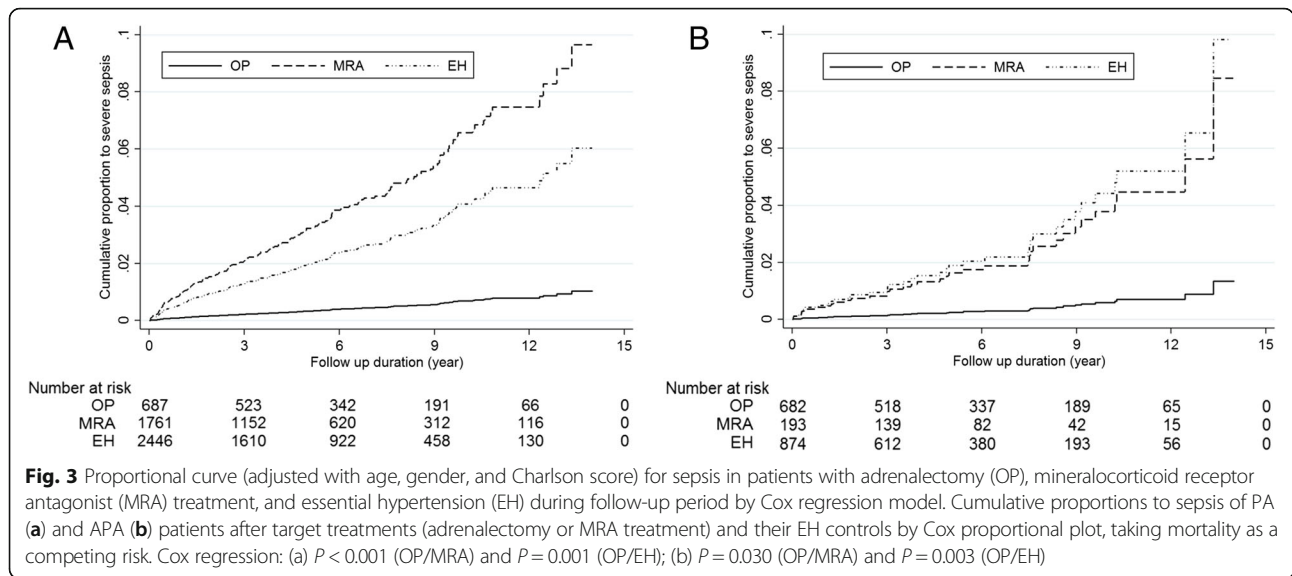 A
B
OP MRA EH
OP MRA EH
Cumulative proportion to severe sepsis
0 .02 .04 .06 .08 .1
0 3 6 9 12 15
Follow up duration (year)
Cumulative proportion to severe sepsis
0 .02 .04 .06 .08 .1
0 3 6 9 12 15
Follow up duration (year)
Number at risk
OP 687 523 342 191 66 0
MRA 1761 1152 620 312 116 0
EH 2446 1610 922 458 130 0
Number at risk
OP 682 518 337 189 65 0
MRA 193 139 82 42 15 0
EH 874 612 380 193 56 0
Fig. 3 Proportional curve (adjusted with age, gender, and Charlson score) for sepsis in patients with adrenalectomy (OP), mineralocorticoid receptor
antagonist (MRA) treatment, and essential hypertension (EH) during follow-up period by Cox regression model. Cumulative proportions to sepsis of PA
(a) and APA (b) patients after target treatments (adrenalectomy or MRA treatment) and their EH controls by Cox proportional plot, taking mortality as a
competing risk. Cox regression: (a) P < 0.001 (OP/MRA) and P = 0.001 (OP/EH); (b) P = 0.030 (OP/MRA) and P = 0.003 (OP/EH)